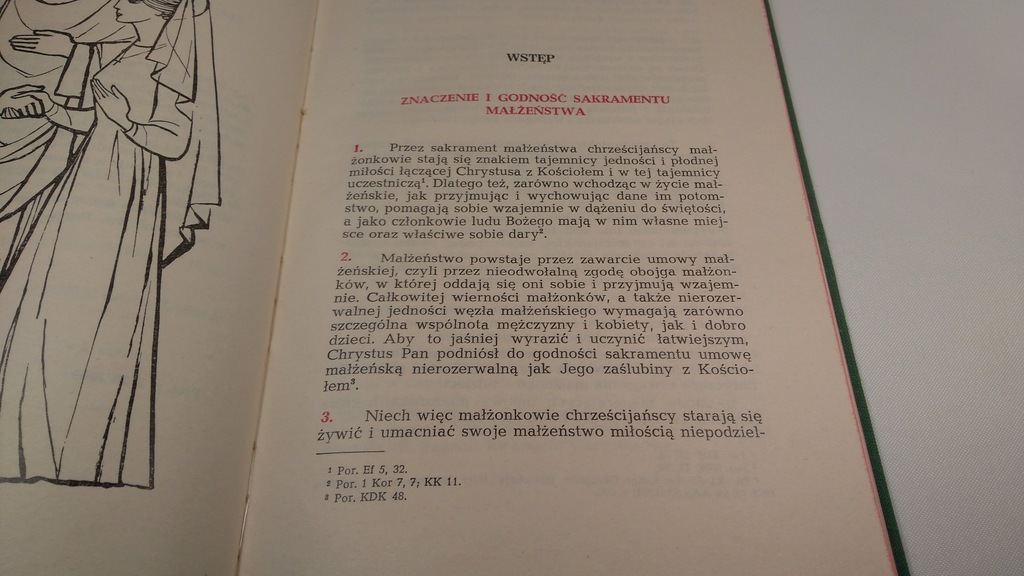 WSTĘP
ZNACZENIE I GODNOŚĆ SAKRAMENTU
MAŁŻEŃSTWA
1. Przez sakrament małżeństwa chrześcijańscy mał-
żonkowie stają się znakiem tajemnicy jedności i płodnej
miłości łączącej Chrystusa z Kościołem i w tej tajemnicy
uczestniczą¹. Dlatego też, zarówno wchodząc w życie mał-
żeńskie, jak przyjmując i wychowując dane im potom-
stwo, pomagają sobie wzajemnie w dążeniu do świętości,
a jako członkowie ludu Bożego mają w nim własne miej-
sce oraz właściwe sobie dary².
2. Małżeństwo powstaje przez zawarcie umowy mał-
żeńskiej, czyli przez nieodwołalną zgodę obojga małżon-
ków, w której oddają się oni sobie i przyjmują wzajem-
nie. Całkowitej wierności małżonków, a także nierozer-
walnej jedności węzła małżeńskiego wymagają zarówno
szczególna wspólnota mężczyzny i kobiety, jak i dobro
dzieci. Aby to jaśniej wyrazić i uczynić łatwiejszym,
Chrystus Pan podniósł do godności sakramentu umowę
małżeńską nierozerwalną jak Jego zaślubiny z Kościo-
łem³.
3. Niech więc małżonkowie chrześcijańscy starają się
żywić i umacniać swoje małżeństwo miłością niepodziel-
¹ Por. Ef 5, 32.
² Por. 1 Kor 7, 7; KK 11.
³ Por. KDK 48.